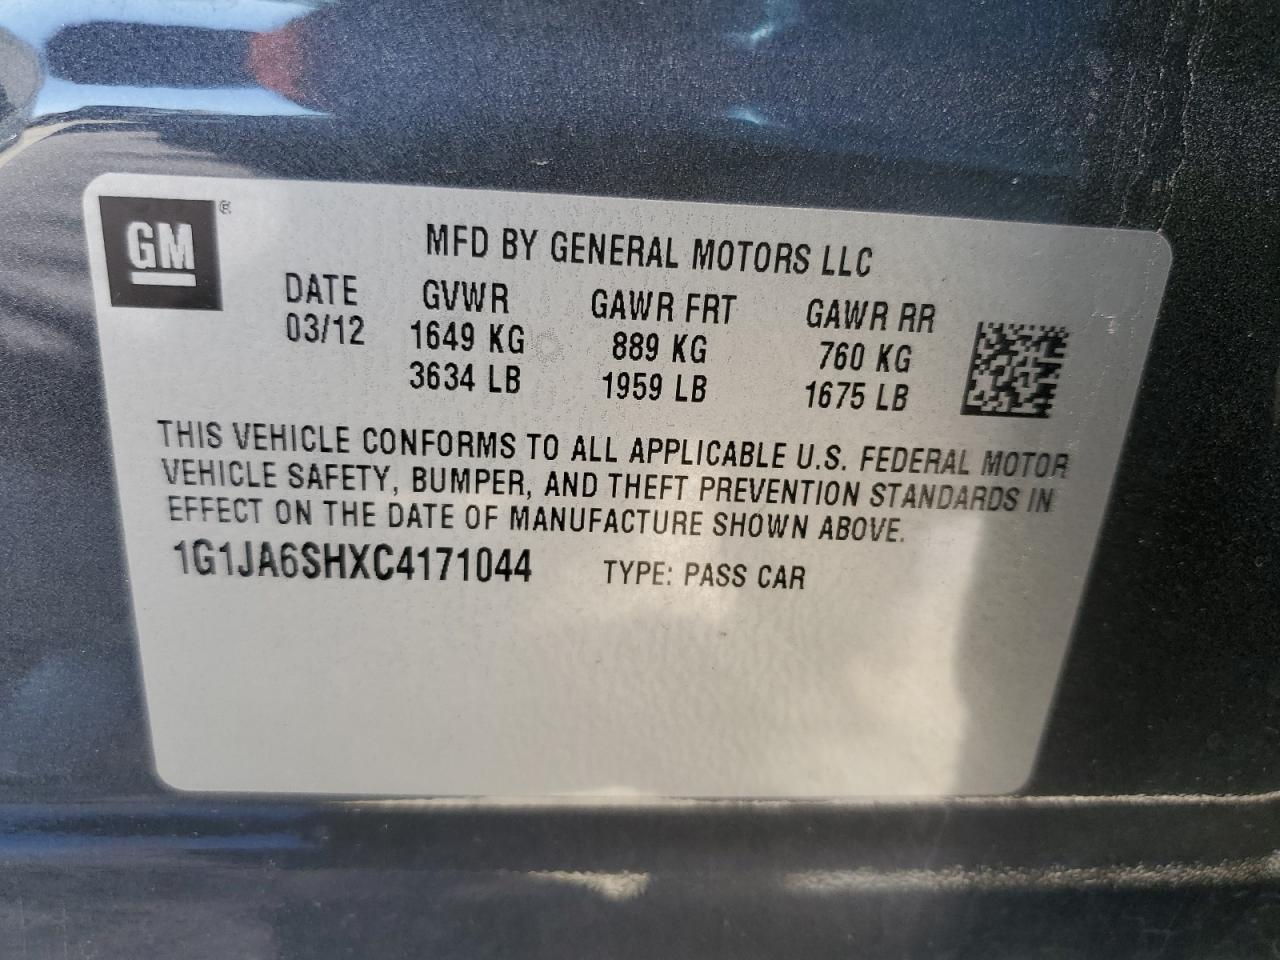 GM ®
MFD BY GENERAL MOTORS LLC
DATE GVWR GAWR FRT GAWR RR
03/12 1649 KG 889 KG 760 KG
3634 LB 1959 LB 1675 LB
THIS VEHICLE CONFORMS TO ALL APPLICABLE U.S. FEDERAL MOTOR
VEHICLE SAFETY, BUMPER, AND THEFT PREVENTION STANDARDS IN
EFFECT ON THE DATE OF MANUFACTURE SHOWN ABOVE.
1G1JA6SHXC4171044 TYPE: PASS CAR